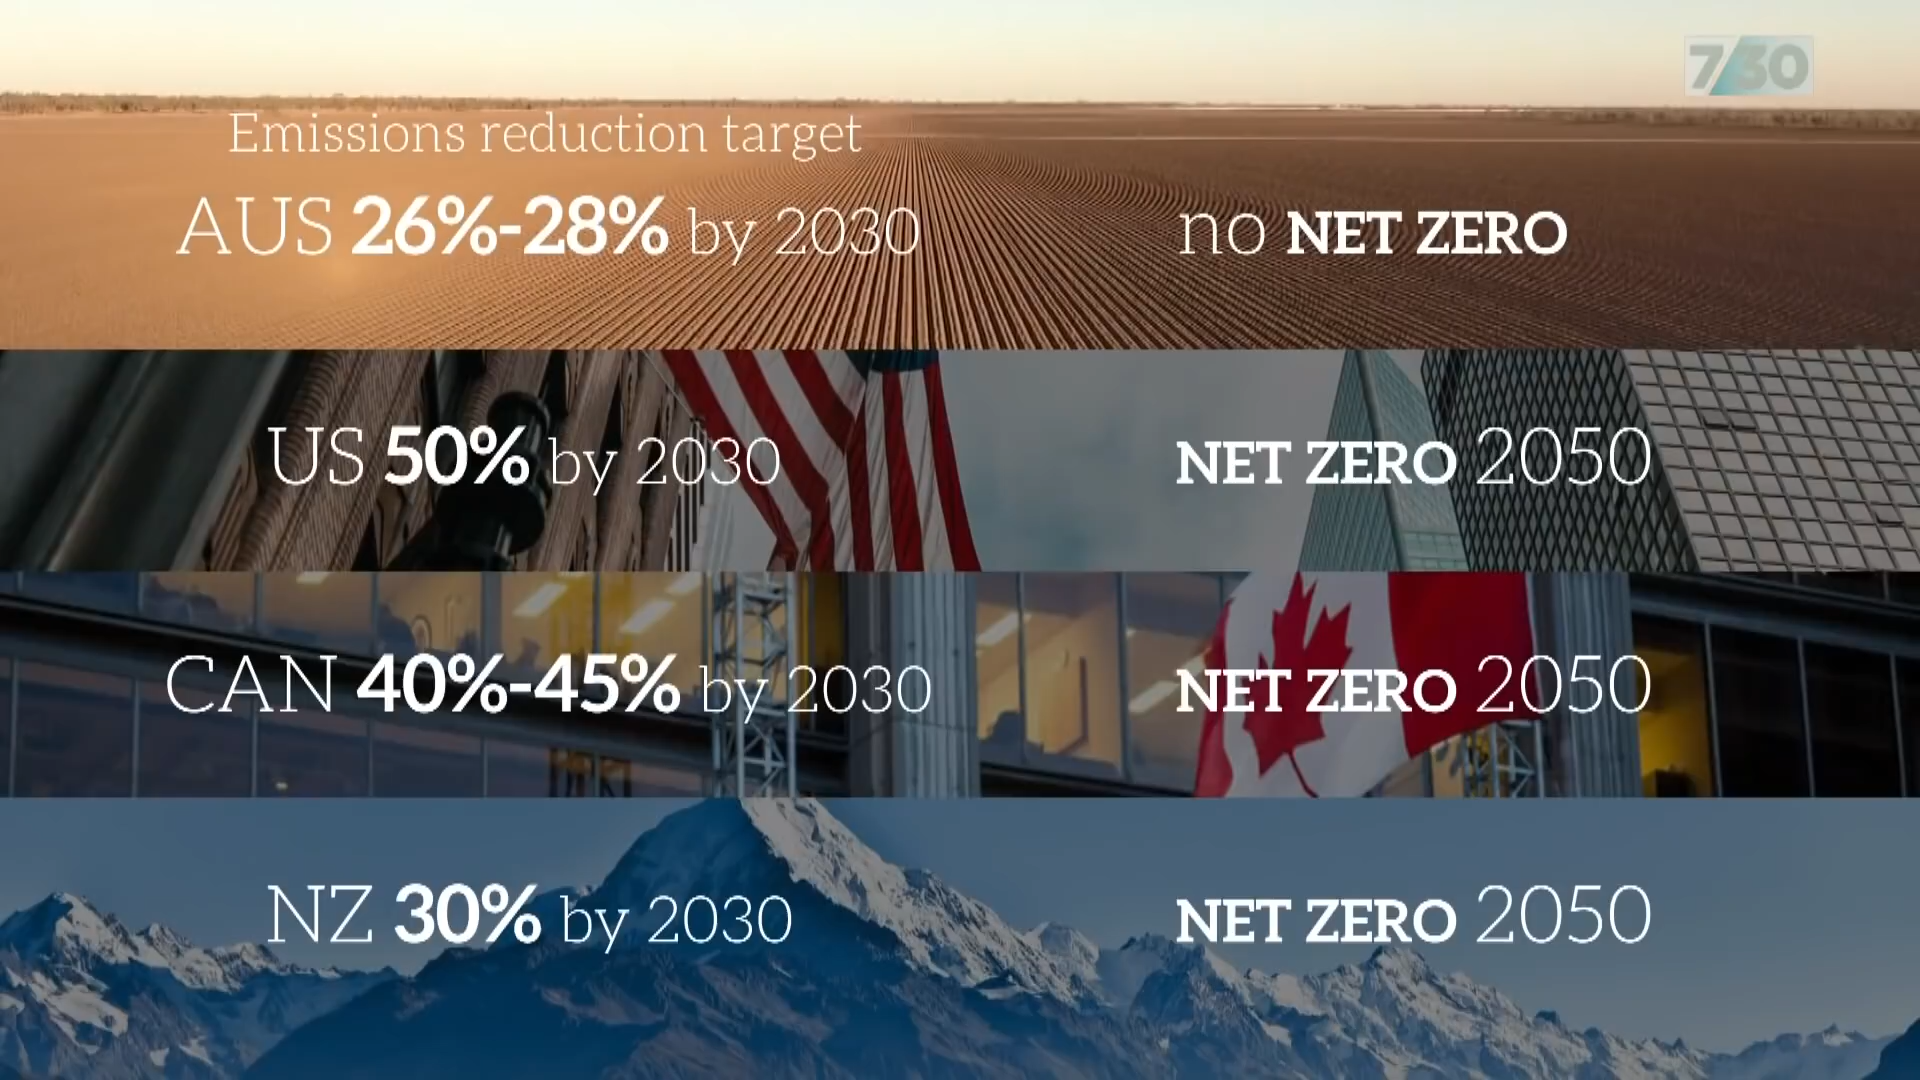 7/30
Emissions reduction target
AUS 26%-28% by 2030
no NET ZERO
US 50% by 2030
NET ZERO 2050
CAN 40%-45% by 2030
NET ZERO 2050
NZ 30% by 2030
NET ZERO 2050